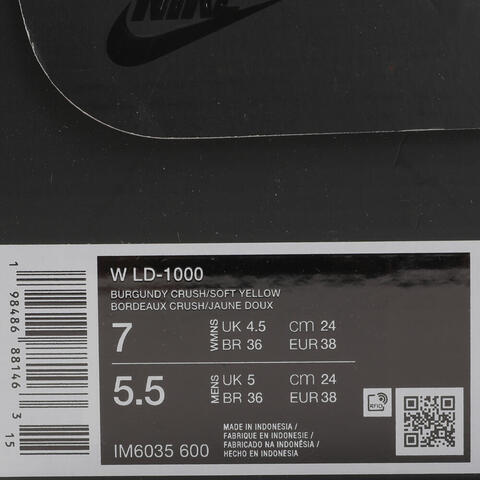 NIKE
W LD-1000
BURGUNDY CRUSH/SOFT YELLOW
BORDEAUX CRUSH/JAUNE DOUX
7 WMNS UK 4.5 cm 24
BR 36 EUR 38
5.5 MENS UK 5 cm 24
BR 36 EUR 38
RFID
IM6035 600
MADE IN INDONESIA /
FABRIQUE EN INDONESIE /
FABRICADO NA INDONÉSIA /
HECHO EN INDONESIA
1 98486 88146 3 15